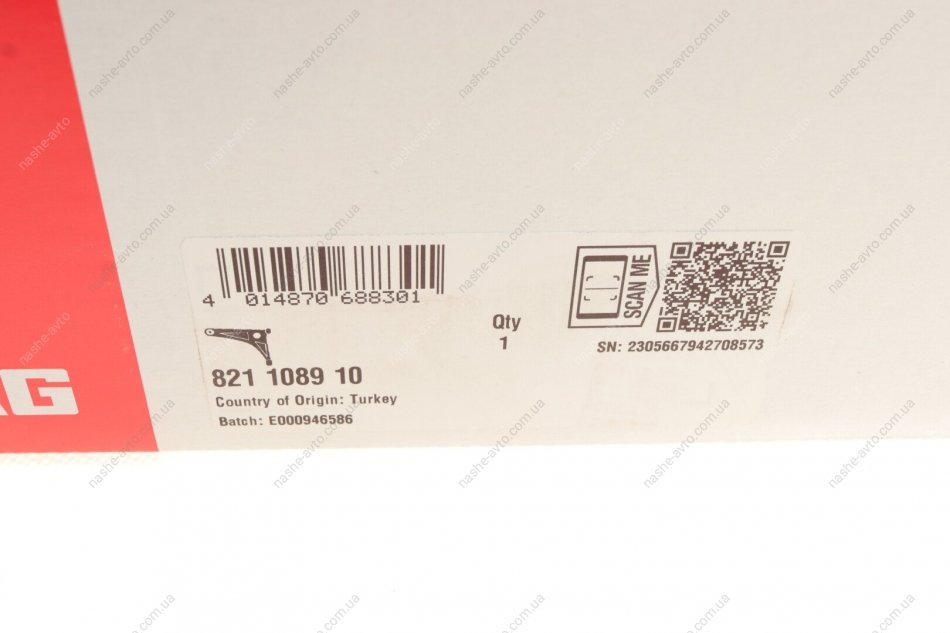 4 014870 688301
821 1089 10
Country of Origin: Turkey
Batch: E000946586
Qty
1
SCAN ME
SN: 2305667942708573
AG
nashe-avto.com.ua